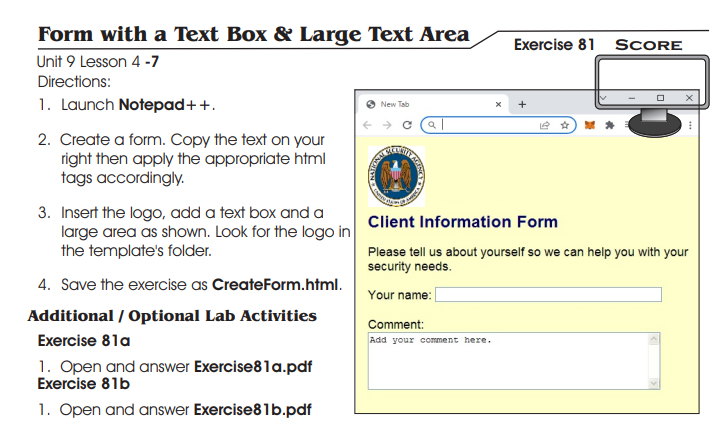 Form with a Text Box & Large Text Area
Exercise 81 SCORE
Unit 9 Lesson 4 -7
Directions:
1. Launch Notepad++.
2. Create a form. Copy the text on your
right then apply the appropriate html
tags accordingly.
3. Insert the logo, add a text box and a
large area as shown. Look for the logo in
the template's folder.
4. Save the exercise as CreateForm.html.
Additional / Optional Lab Activities
Exercise 81a
1. Open and answer Exercise81a.pdf
Exercise 81b
1. Open and answer Exercise81b.pdf
New Tab
NATIONAL SECURITY AGENCY
Client Information Form
Please tell us about yourself so we can help you with your
security needs.
Your name:
Comment:
Add your comment here.